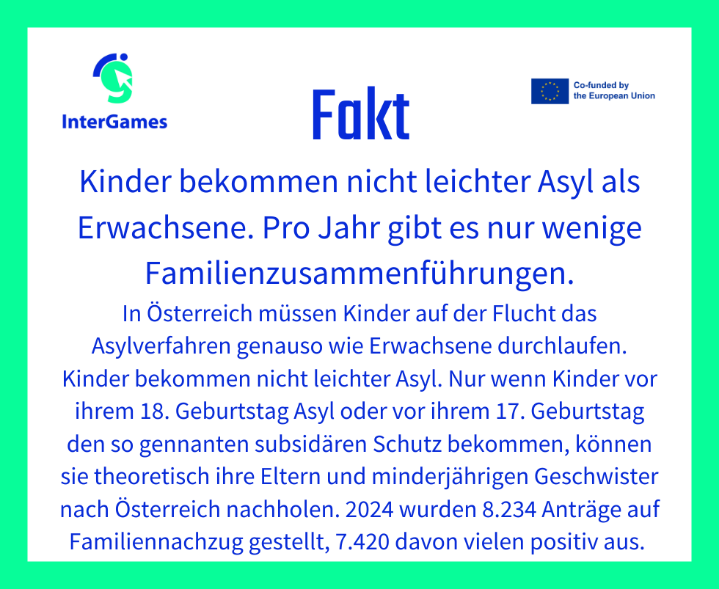 InterGames
Co-funded by
the European Union
Fakt
Kinder bekommen nicht leichter Asyl als
Erwachsene. Pro Jahr gibt es nur wenige
Familienzusammenführungen.
In Österreich müssen Kinder auf der Flucht das
Asylverfahren genauso wie Erwachsene durchlaufen.
Kinder bekommen nicht leichter Asyl. Nur wenn Kinder vor
ihrem 18. Geburtstag Asyl oder vor ihrem 17. Geburtstag
den so gennanten subsidären Schutz bekommen, können
sie theoretisch ihre Eltern und minderjährigen Geschwister
nach Österreich nachholen. 2024 wurden 8.234 Anträge auf
Familiennachzug gestellt, 7.420 davon vielen positiv aus.